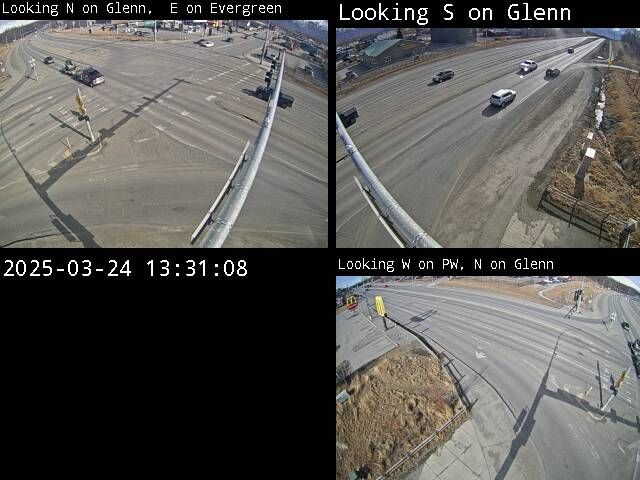 Looking N on Glenn,  E on Evergreen
Looking S on Glenn
2025-03-24 13:31:08
Looking W on PW, N on Glenn